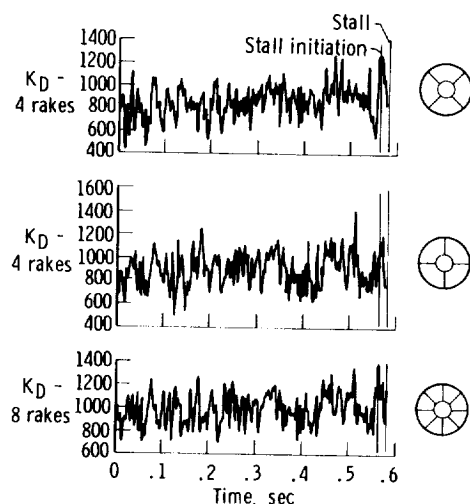 Stall
Stall initiation
K_D -
4 rakes
1400
1200
1000
800
600
400
K_D -
4 rakes
1600
1400
1200
1000
800
600
400
K_D -
8 rakes
1400
1200
1000
800
600
0 .1 .2 .3 .4 .5 .6
Time, sec